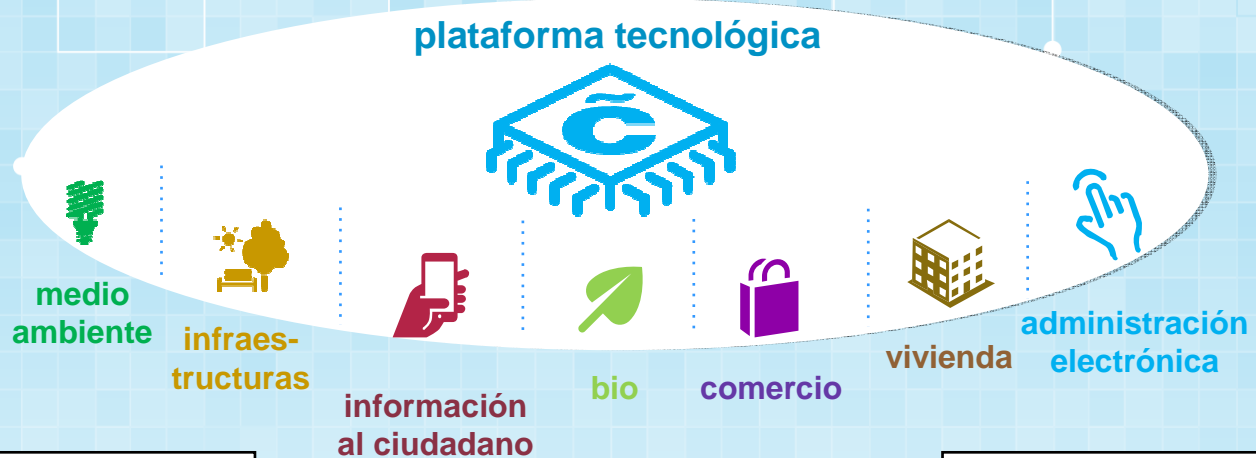 plataforma tecnológica
medio
ambiente
infraes-
tructuras
información
al ciudadano
bio
comercio
vivienda
administración
electrónica